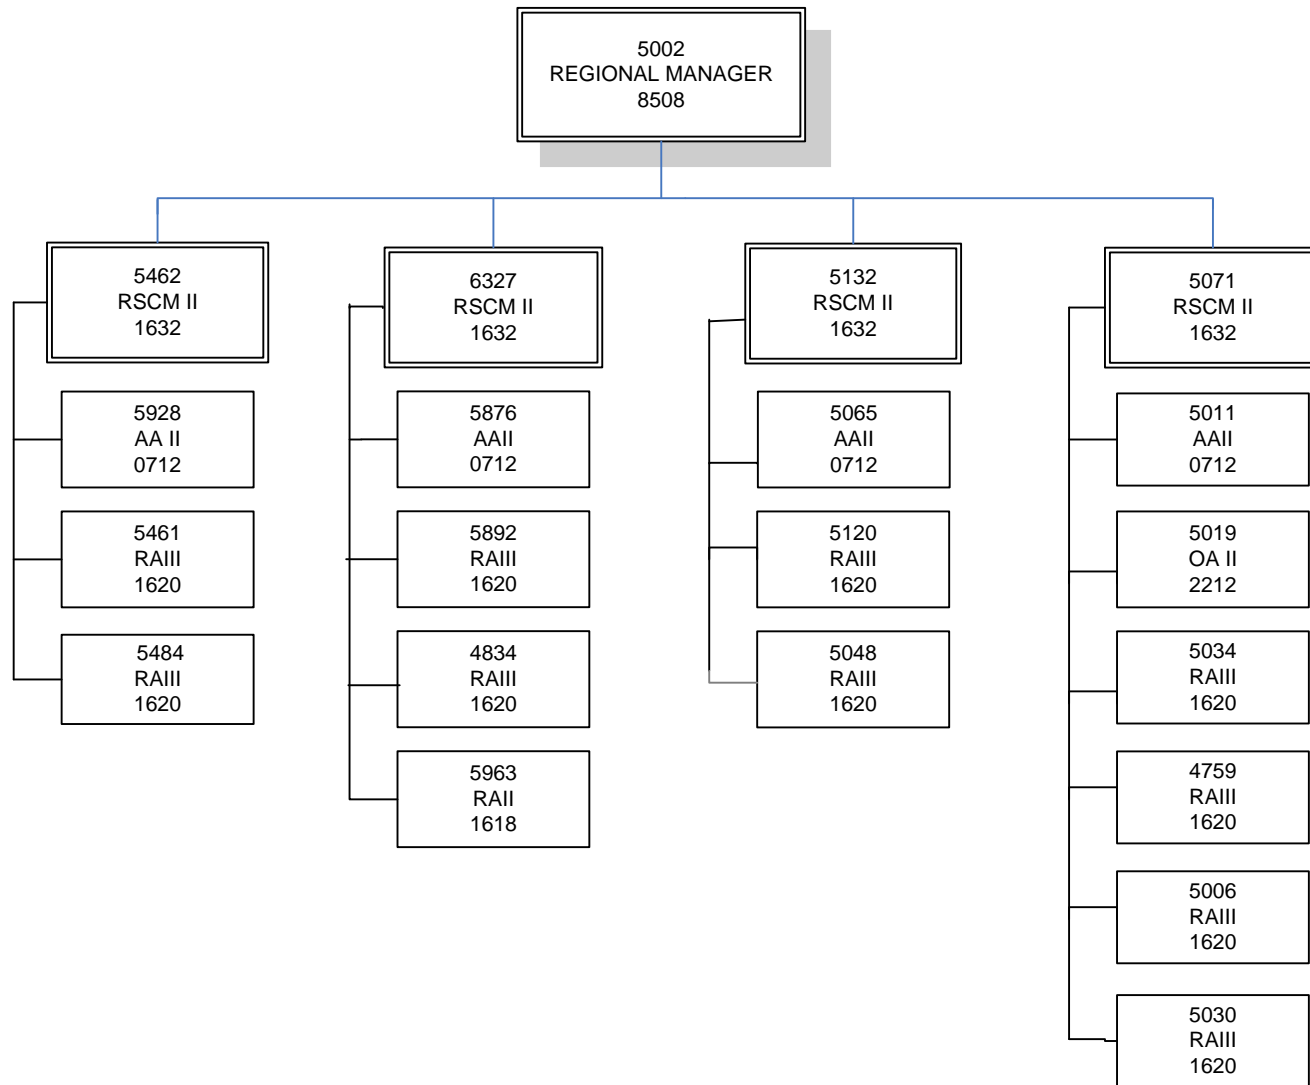 5002
REGIONAL MANAGER
8508
5462
RSCM II
1632
5928
AA II
0712
5461
RAIII
1620
5484
RAIII
1620
6327
RSCM II
1632
5876
AAII
0712
5892
RAIII
1620
4834
RAIII
1620
5963
RAII
1618
5132
RSCM II
1632
5065
AAII
0712
5120
RAIII
1620
5048
RAIII
1620
5071
RSCM II
1632
5011
AAII
0712
5019
OA II
2212
5034
RAIII
1620
4759
RAIII
1620
5006
RAIII
1620
5030
RAIII
1620